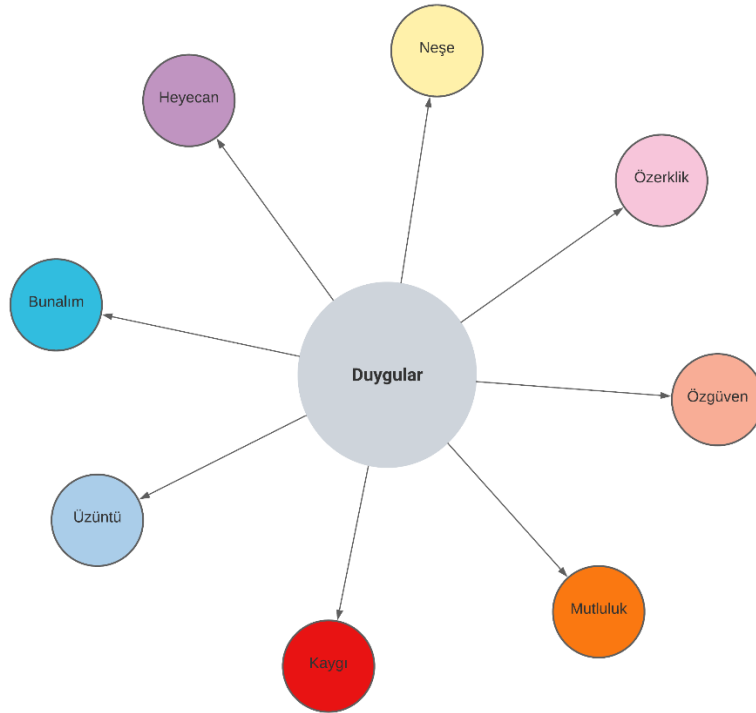 Neşe
Heyecan
Özerklik
Bunalım
Duygular
Özgüven
Üzüntü
Mutluluk
Kaygı